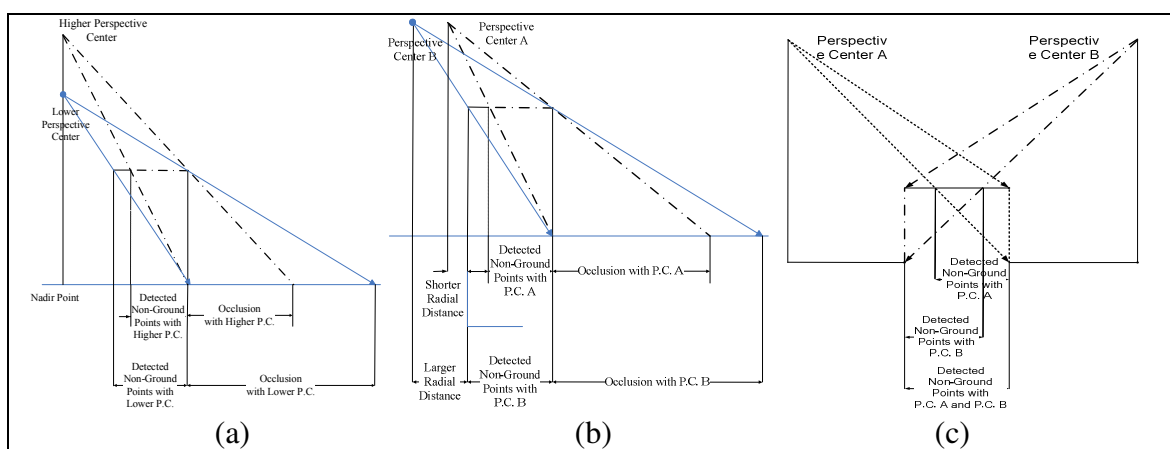 Higher Perspective
Center
Lower
Perspective
Center
Nadir Point
Detected
Non-Ground
Points with
Higher P.C.
Occlusion
with Higher P.C.
Detected
Non-Ground
Points with
Lower P.C.
Occlusion
with Lower P.C.
(a)
Perspective
Center A
Perspective
Center B
Shorter
Radial
Distance
Detected
Non-Ground
Points with
P.C. A
Occlusion with P.C. A
Larger
Radial
Distance
Detected
Non-Ground
Points with
P.C. B
Occlusion with P.C. B
(b)
Perspectiv
e Center A
Perspectiv
e Center B
Detected
Non-Ground
Points with
P.C. A
Detected
Non-Ground
Points with
P.C. B
Detected
Non-Ground
Points with
P.C. A and P.C. B
(c)